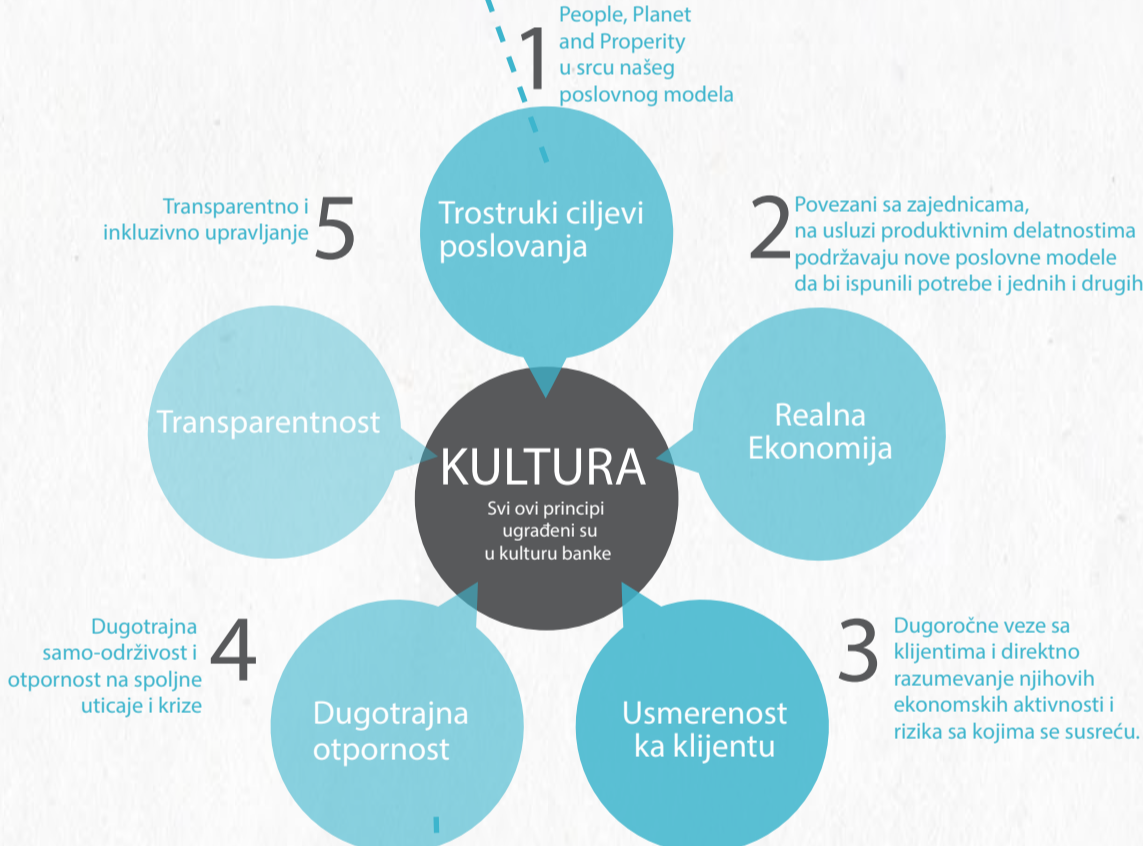 1
People, Planet
and Properity
u srcu našeg
poslovnog modela
Trostruki ciljevi
poslovanja
2
Povezani sa zajednicama,
na usluzi produktivnim delatnostima
podržavaju nove poslovne modele
da bi ispunili potrebe i jednih i drugih
Realna
Ekonomija
3
Dugoročne veze sa
klijentima i direktno
razumevanje njihovih
ekonomskih aktivnosti i
rizika sa kojima se susreću.
Usmerenost
ka klijentu
4
Dugotrajna
samo-održivost i
otpornost na spoljne
uticaje i krize
Dugotrajna
otpornost
5
Transparentno i
inkluzivno upravljanje
Transparentnost
KULTURA
Svi ovi principi
ugrađeni su
u kulturu banke